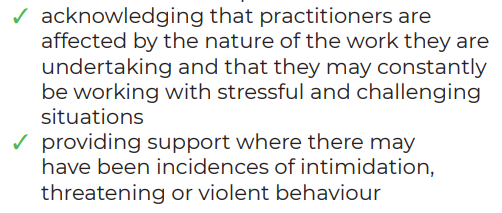 ✓ acknowledging that practitioners are
affected by the nature of the work they are
undertaking and that they may constantly
be working with stressful and challenging
situations
✓ providing support where there may
have been incidences of intimidation,
threatening or violent behaviour